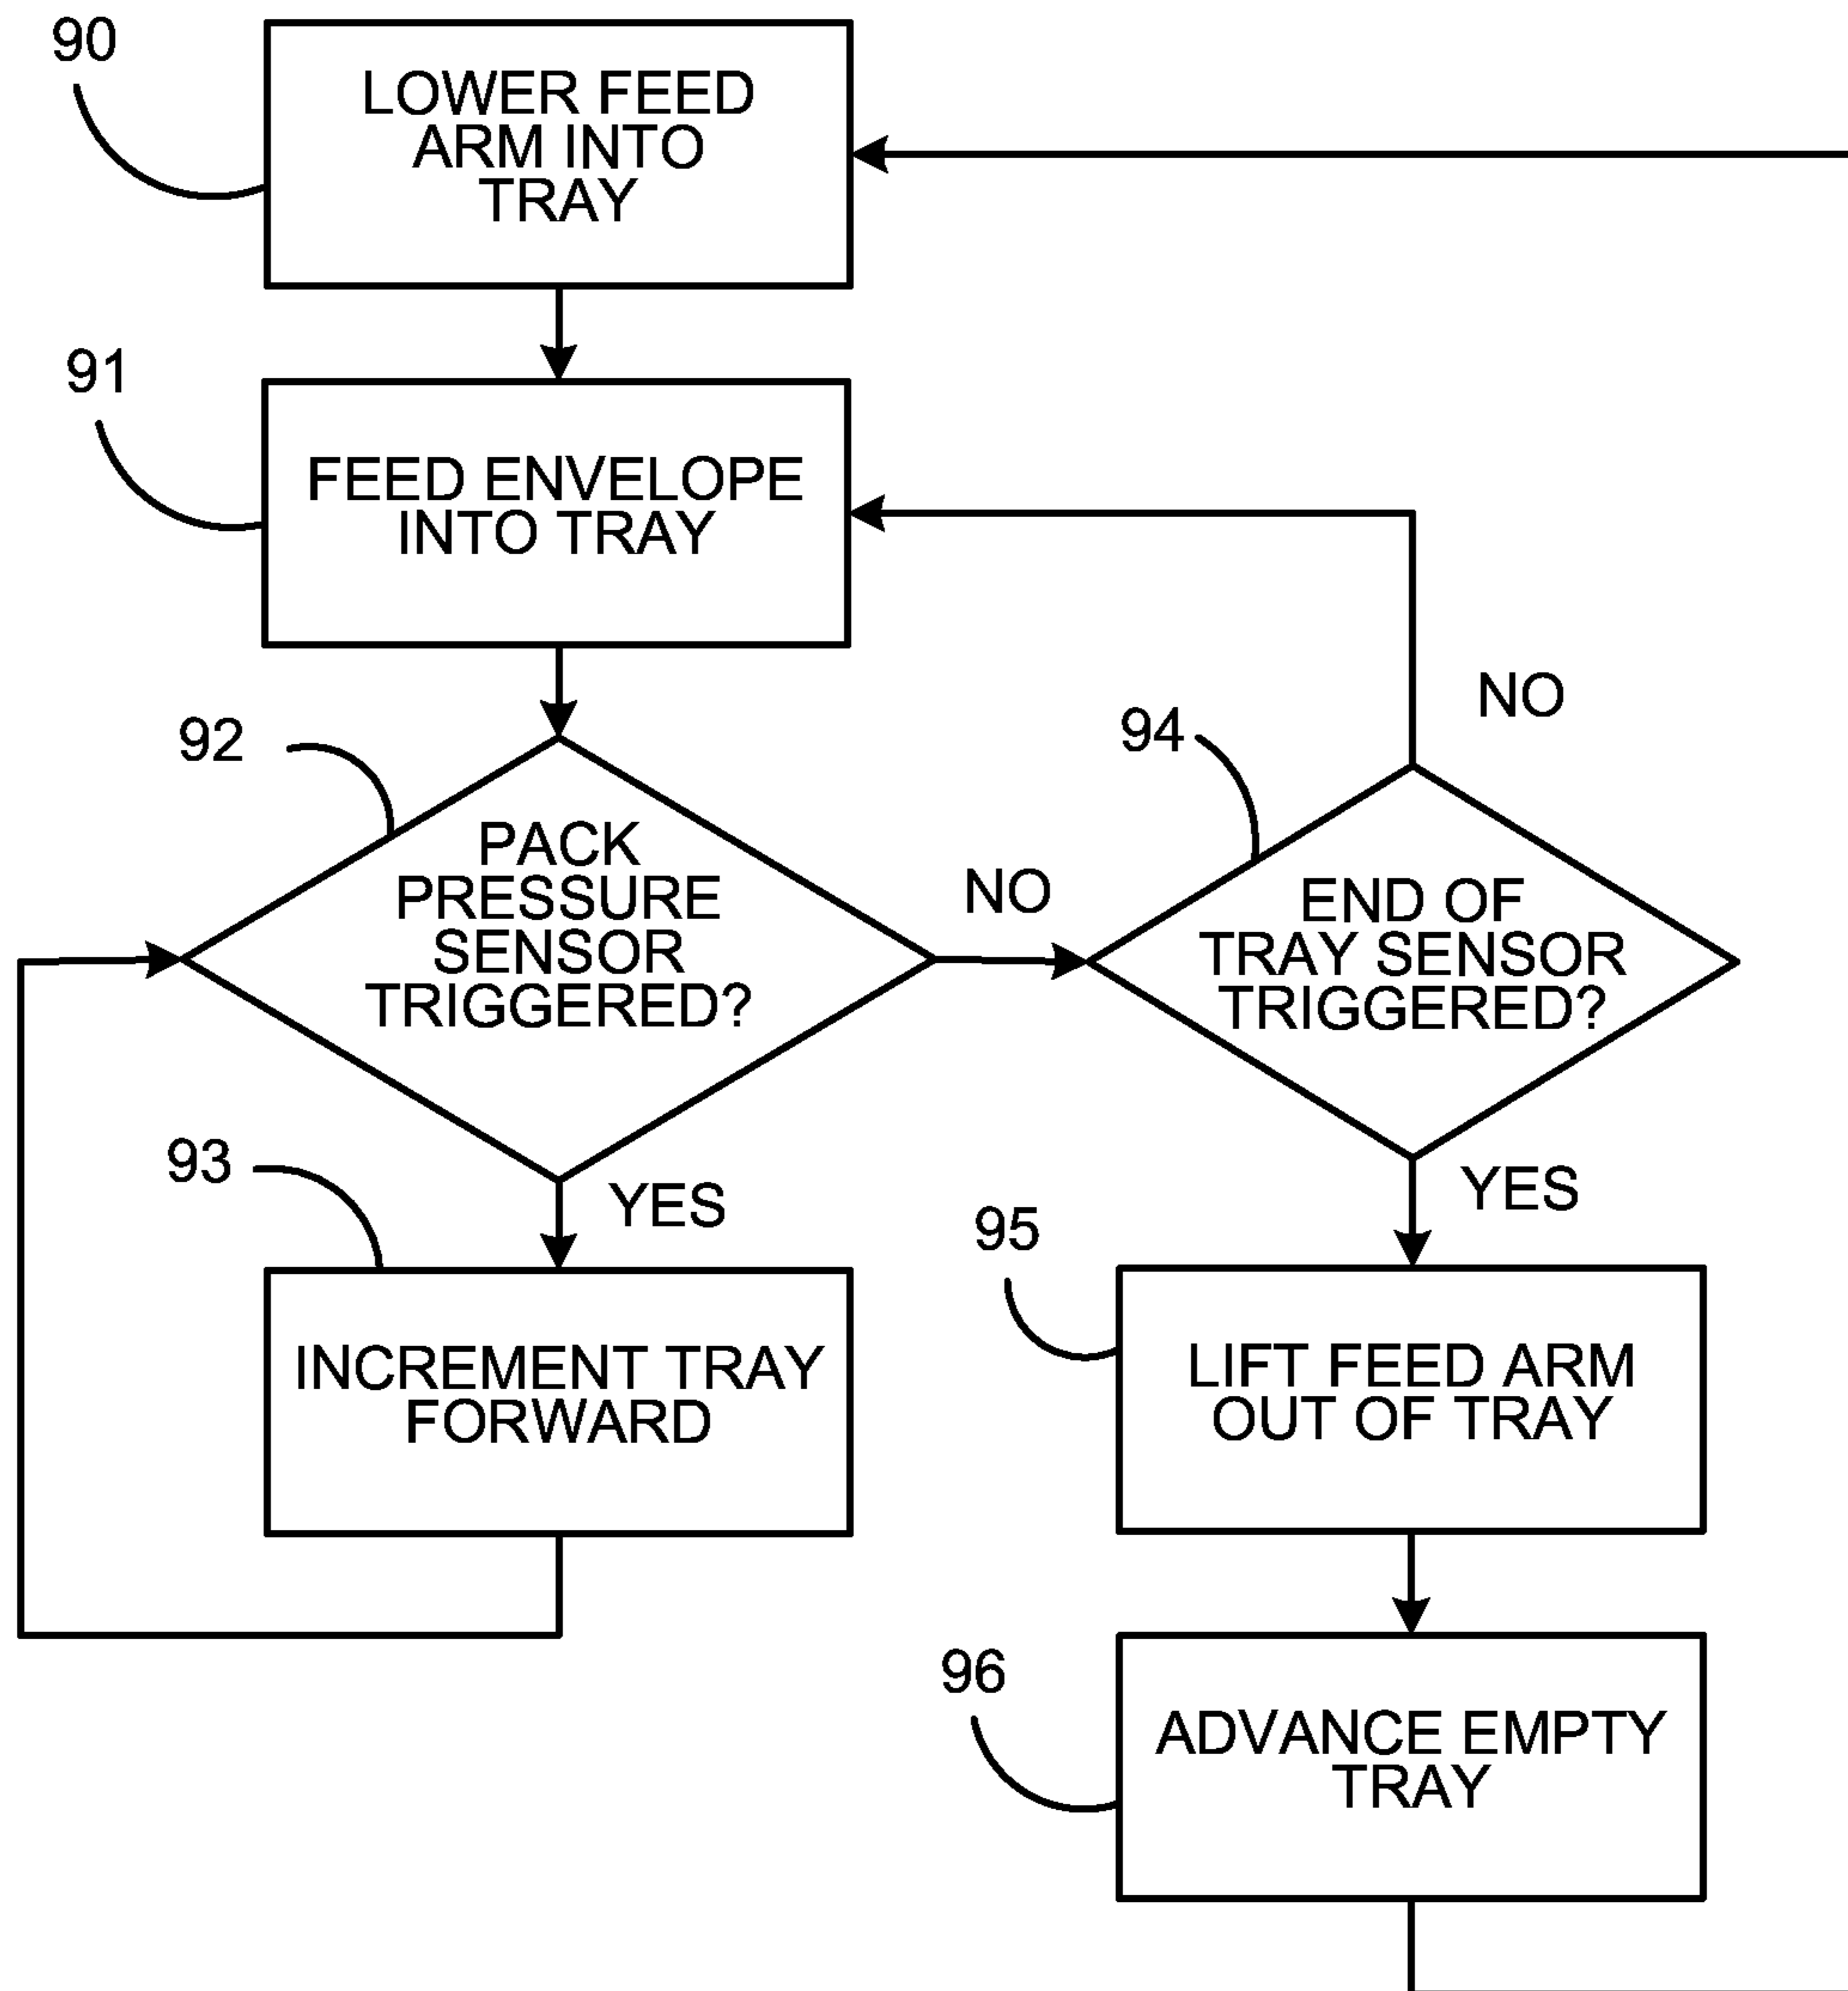 90
LOWER FEED
ARM INTO
TRAY
91
FEED ENVELOPE
INTO TRAY
92
PACK
PRESSURE
SENSOR
TRIGGERED?
NO
94
END OF
TRAY SENSOR
TRIGGERED?
NO
93
YES
INCREMENT TRAY
FORWARD
YES
95
LIFT FEED ARM
OUT OF TRAY
96
ADVANCE EMPTY
TRAY